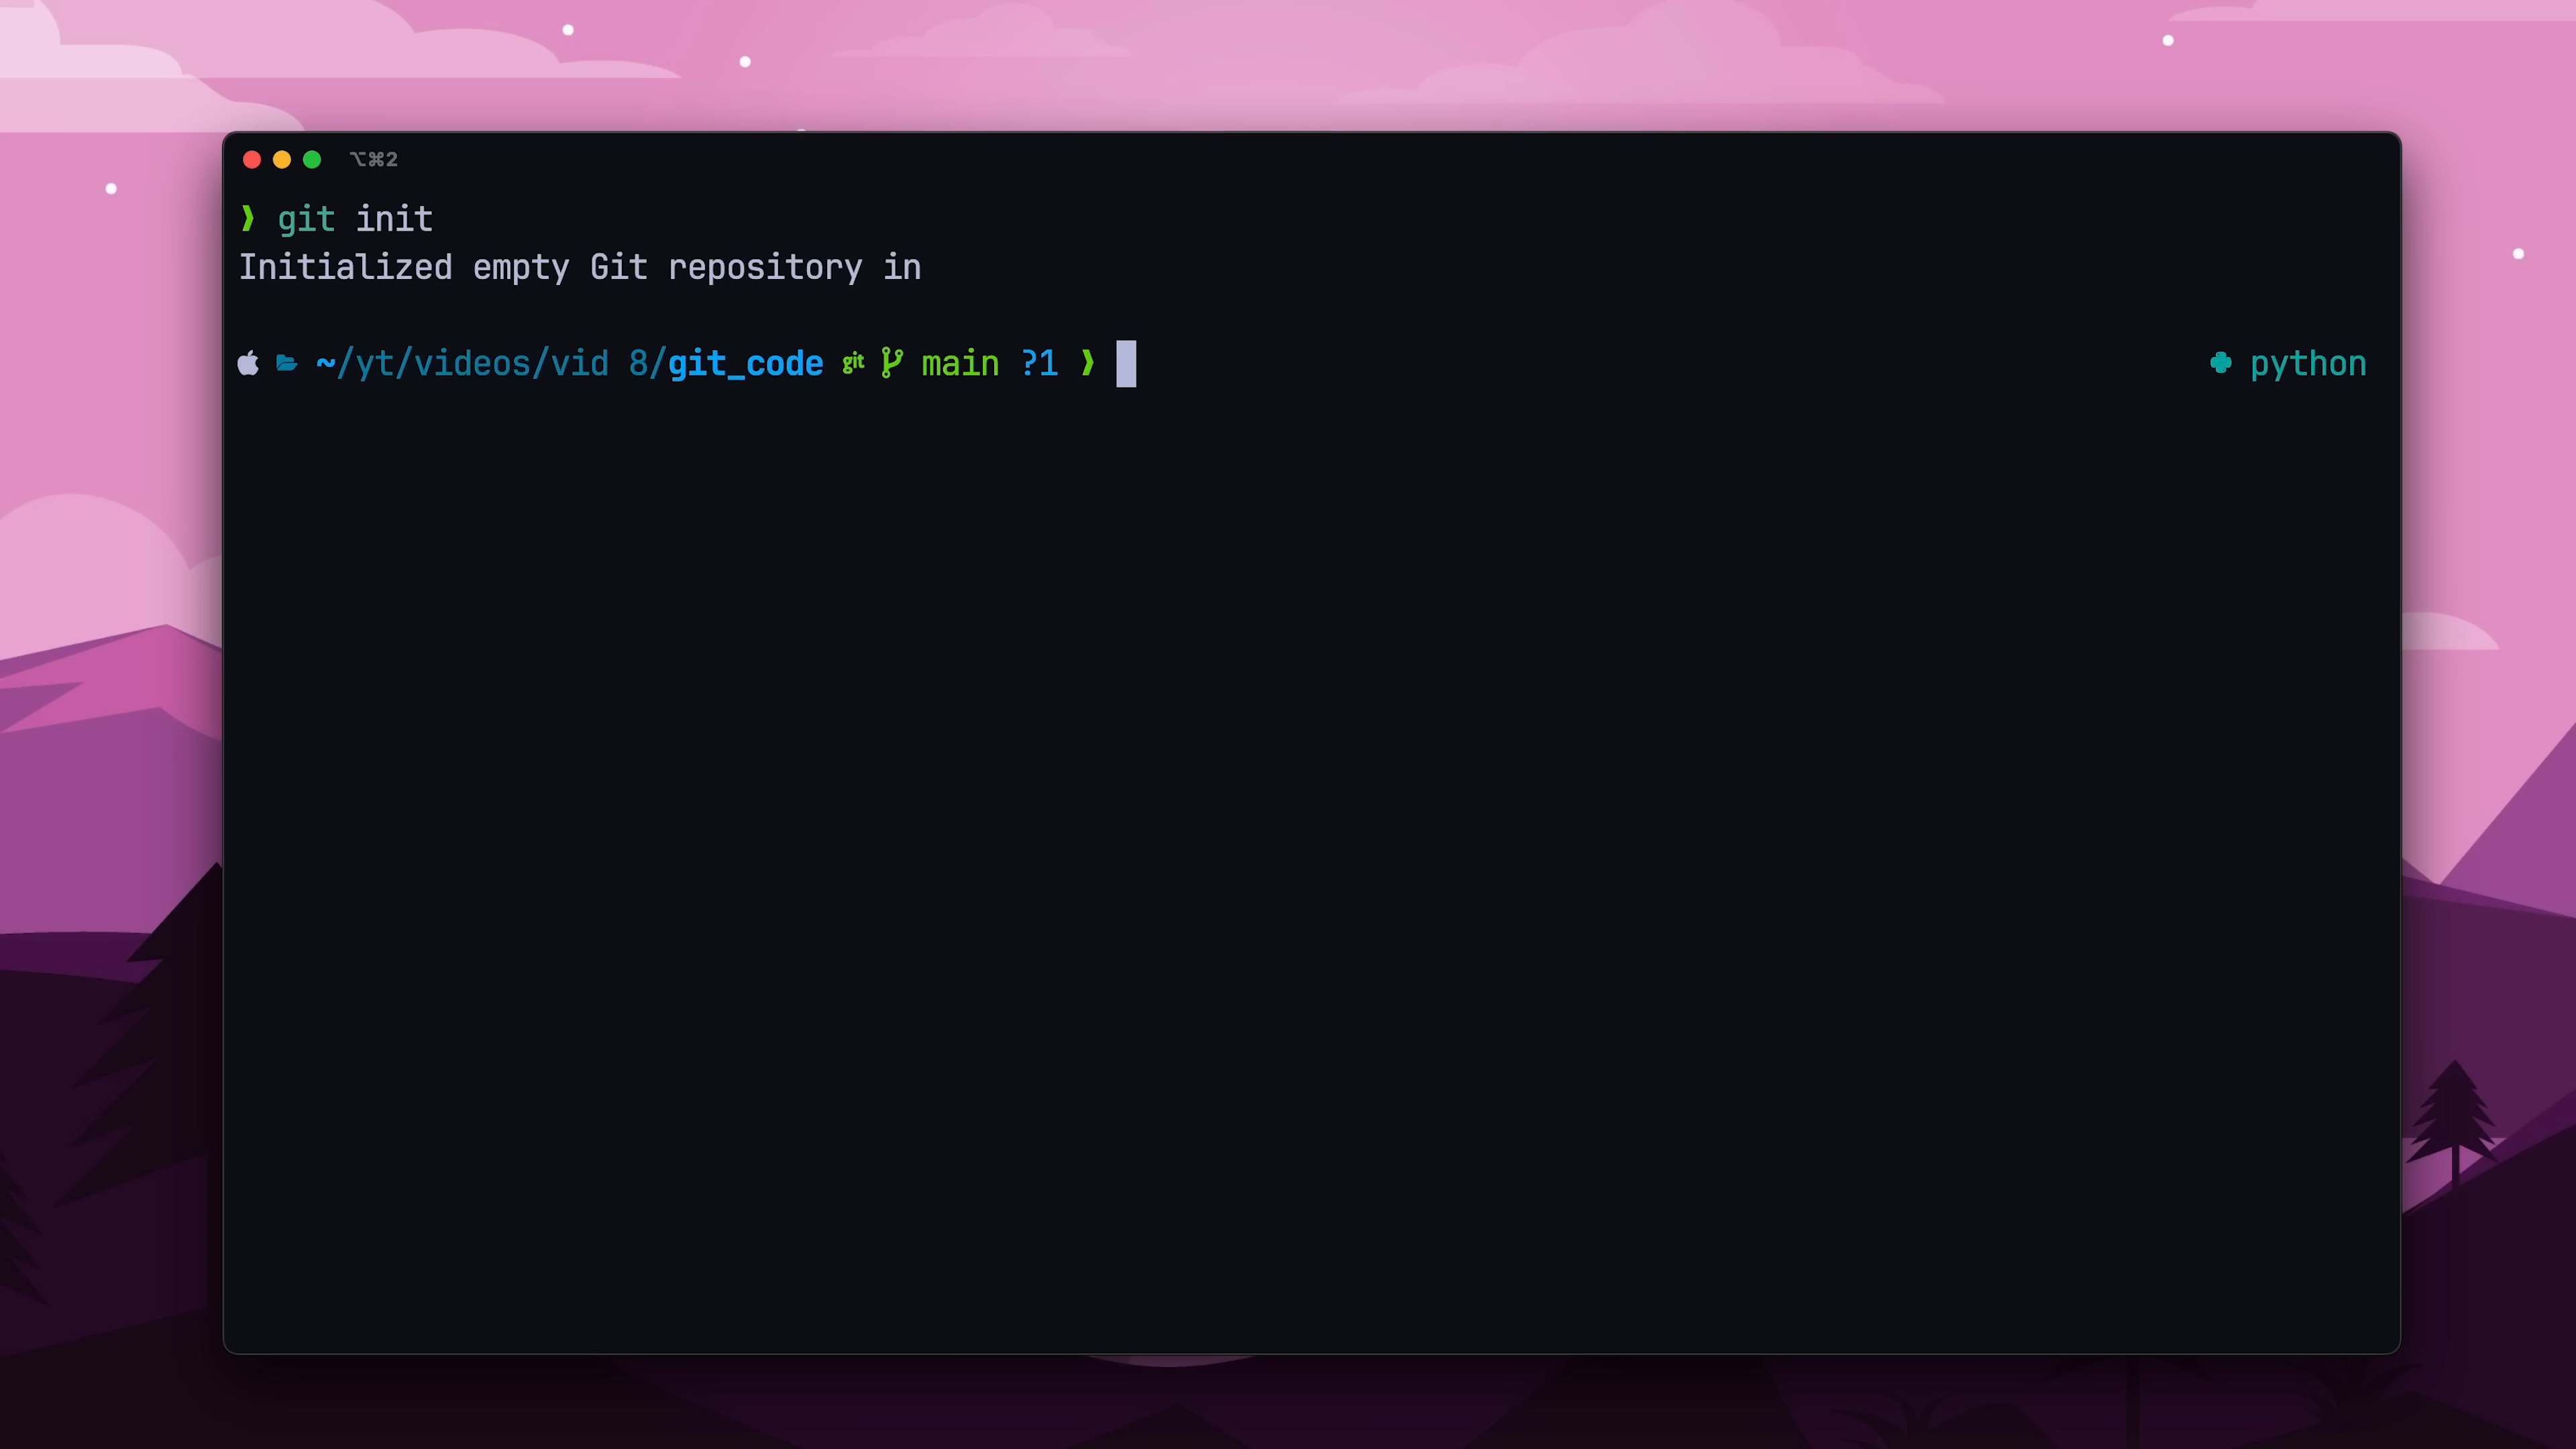 ⌥⌘2
❯ git init
Initialized empty Git repository in
~/yt/videos/vid 8/git_code git main ?1 ❯ python